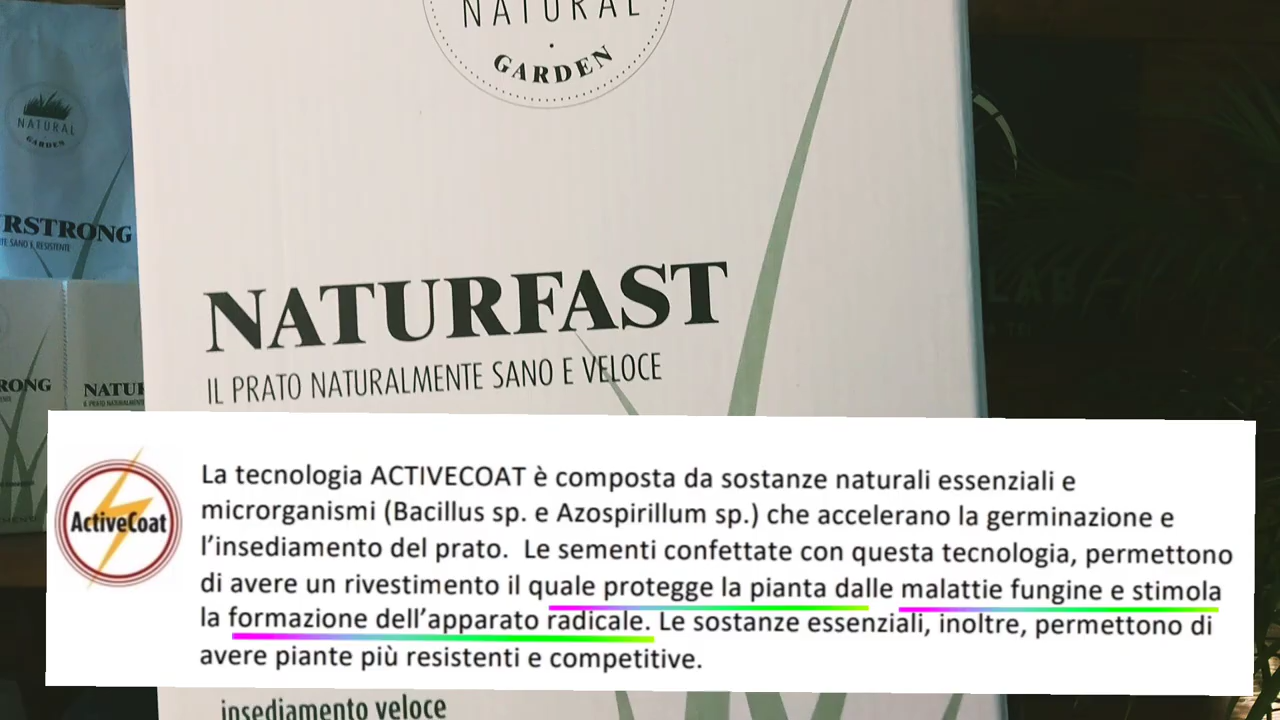 NATURAL
GARDEN
NATURAL
GARDEN
RSTRONG
SANO E RESISTENTE
NATURFAST
IL PRATO NATURALMENTE SANO E VELOCE
RONG
NATUR
LAB
ActiveCoat
La tecnologia ACTIVECOAT è composta da sostanze naturali essenziali e
microrganismi (Bacillus sp. e Azospirillum sp.) che accelerano la germinazione e
l’insediamento del prato. Le sementi confettate con questa tecnologia, permettono
di avere un rivestimento il quale protegge la pianta dalle malattie fungine e stimola
la formazione dell’apparato radicale. Le sostanze essenziali, inoltre, permettono di
avere piante più resistenti e competitive.
insediamento veloce